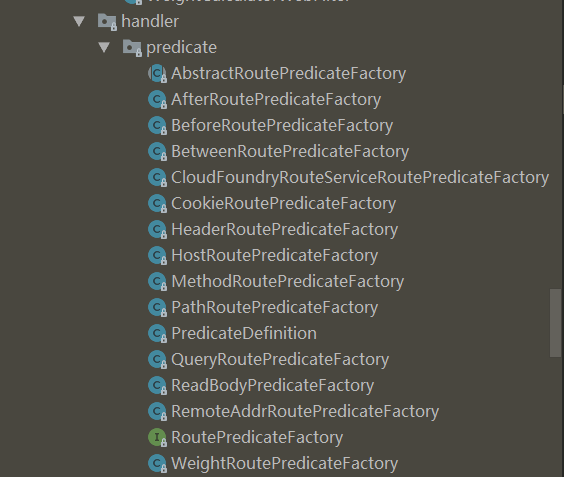 handler
predicate
AbstractRoutePredicateFactory
AfterRoutePredicateFactory
BeforeRoutePredicateFactory
BetweenRoutePredicateFactory
CloudFoundryRouteServiceRoutePredicateFactory
CookieRoutePredicateFactory
HeaderRoutePredicateFactory
HostRoutePredicateFactory
MethodRoutePredicateFactory
PathRoutePredicateFactory
PredicateDefinition
QueryRoutePredicateFactory
ReadBodyPredicateFactory
RemoteAddrRoutePredicateFactory
RoutePredicateFactory
WeightRoutePredicateFactory